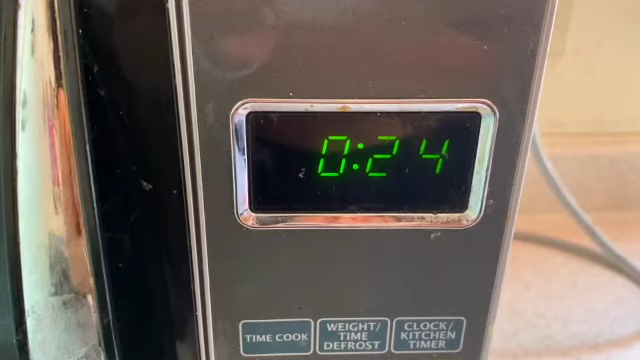 0:24
TIME COOK
WEIGHT/
TIME
DEFROST
CLOCK/
KITCHEN
TIMER